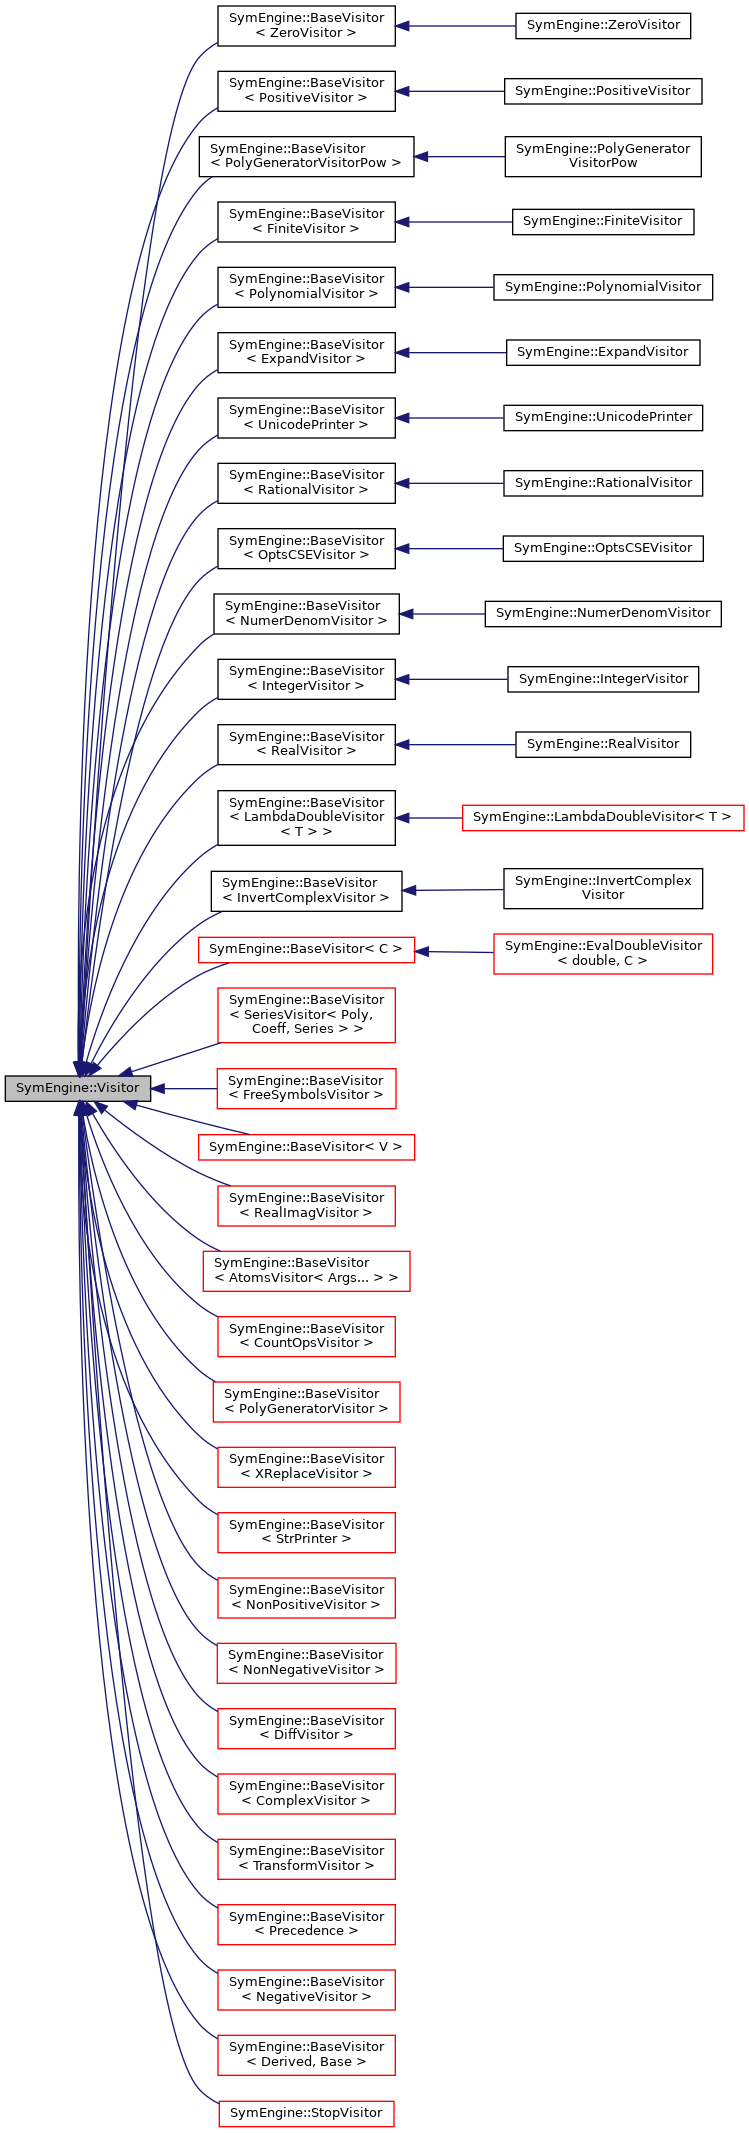 SymEngine::BaseVisitor
< ZeroVisitor >
SymEngine::ZeroVisitor
SymEngine::BaseVisitor
< PositiveVisitor >
SymEngine::PositiveVisitor
SymEngine::BaseVisitor
< PolyGeneratorVisitorPow >
SymEngine::PolyGenerator
VisitorPow
SymEngine::BaseVisitor
< FiniteVisitor >
SymEngine::FiniteVisitor
SymEngine::BaseVisitor
< PolynomialVisitor >
SymEngine::PolynomialVisitor
SymEngine::BaseVisitor
< ExpandVisitor >
SymEngine::ExpandVisitor
SymEngine::BaseVisitor
< UnicodePrinter >
SymEngine::UnicodePrinter
SymEngine::BaseVisitor
< RationalVisitor >
SymEngine::RationalVisitor
SymEngine::BaseVisitor
< OptsCSEVisitor >
SymEngine::OptsCSEVisitor
SymEngine::BaseVisitor
< NumerDenomVisitor >
SymEngine::NumerDenomVisitor
SymEngine::BaseVisitor
< IntegerVisitor >
SymEngine::IntegerVisitor
SymEngine::BaseVisitor
< RealVisitor >
SymEngine::RealVisitor
SymEngine::BaseVisitor
< LambdaDoubleVisitor
< T > >
SymEngine::LambdaDoubleVisitor< T >
SymEngine::BaseVisitor
< InvertComplexVisitor >
SymEngine::InvertComplex
Visitor
SymEngine::BaseVisitor< C >
SymEngine::EvalDoubleVisitor
< double, C >
SymEngine::BaseVisitor
< SeriesVisitor< Poly,
Coeff, Series > >
SymEngine::Visitor
SymEngine::BaseVisitor
< FreeSymbolsVisitor >
SymEngine::BaseVisitor< V >
SymEngine::BaseVisitor
< RealImagVisitor >
SymEngine::BaseVisitor
< AtomsVisitor< Args... > >
SymEngine::BaseVisitor
< CountOpsVisitor >
SymEngine::BaseVisitor
< PolyGeneratorVisitor >
SymEngine::BaseVisitor
< XReplaceVisitor >
SymEngine::BaseVisitor
< StrPrinter >
SymEngine::BaseVisitor
< NonPositiveVisitor >
SymEngine::BaseVisitor
< NonNegativeVisitor >
SymEngine::BaseVisitor
< DiffVisitor >
SymEngine::BaseVisitor
< ComplexVisitor >
SymEngine::BaseVisitor
< TransformVisitor >
SymEngine::BaseVisitor
< Precedence >
SymEngine::BaseVisitor
< NegativeVisitor >
SymEngine::BaseVisitor
< Derived, Base >
SymEngine::StopVisitor